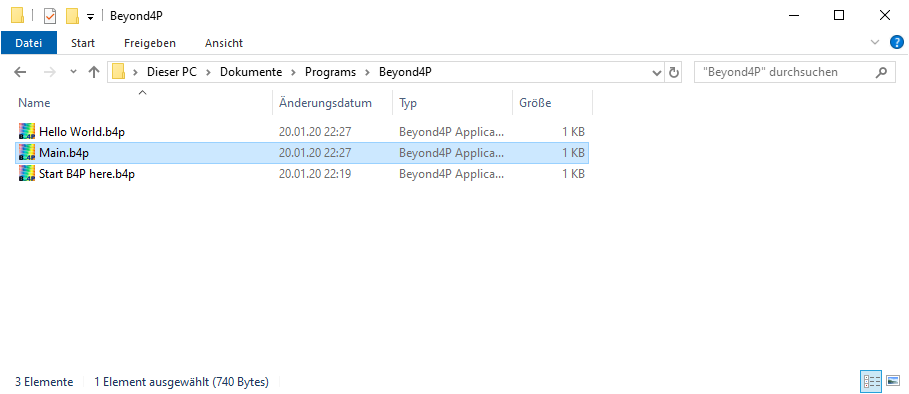 Beyond4P
Datei Start Freigeben Ansicht
Dieser PC Dokumente Programs Beyond4P "Beyond4P" durchsuchen
Name Änderungsdatum Typ Größe
Hello World.b4p 20.01.20 22:27 Beyond4P Applica... 1 KB
Main.b4p 20.01.20 22:27 Beyond4P Applica... 1 KB
Start B4P here.b4p 20.01.20 22:19 Beyond4P Applica... 1 KB
3 Elemente 1 Element ausgewählt (740 Bytes)